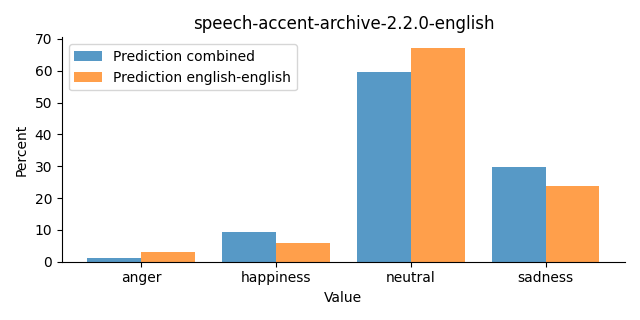 speech-accent-archive-2.2.0-english
Prediction combined
Prediction english-english
Percent
70
60
50
40
30
20
10
0
anger happiness neutral sadness
Value